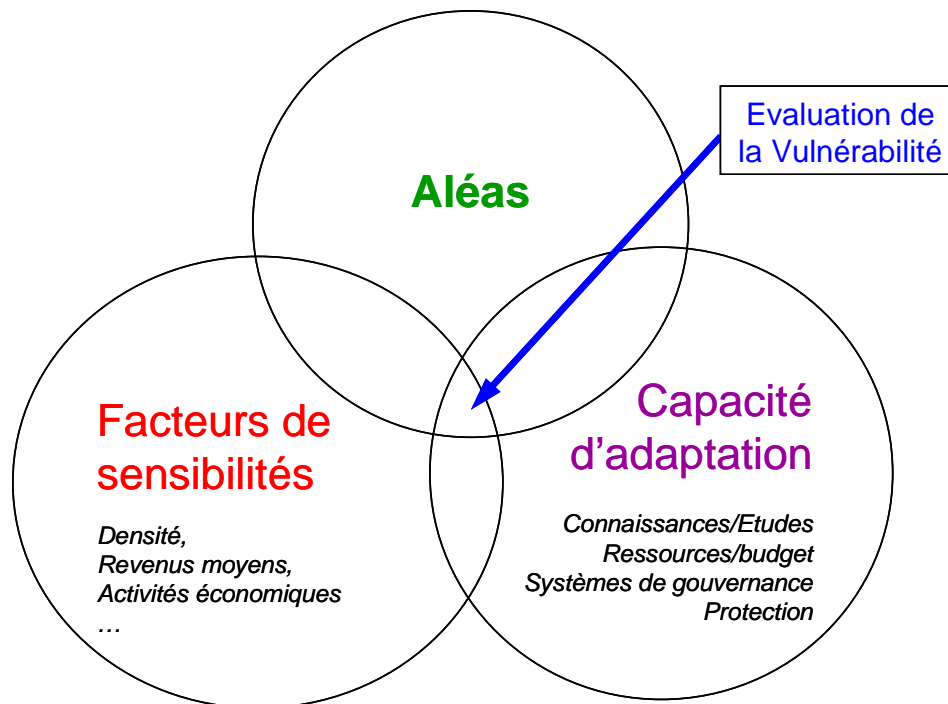 Evaluation de
la Vulnérabilité
Aléas
Facteurs de
sensibilités
Densité,
Revenus moyens,
Activités économiques
…
Capacité
d’adaptation
Connaissances/Etudes
Ressources/budget
Systèmes de gouvernance
Protection